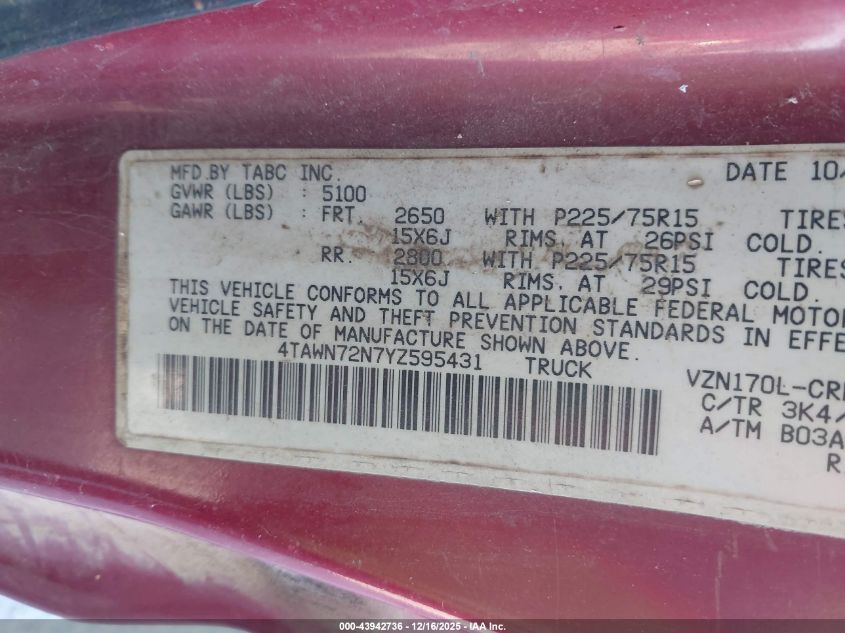 MFD.BY TABC INC. DATE 10/
GVWR (LBS) : 5100
GAWR (LBS) : FRT. 2650 WITH P225/75R15 TIRES
15X6J RIMS. AT 26PSI COLD.
RR. 2800 WITH P225/75R15 TIRES
15X6J RIMS. AT 29PSI COLD.
THIS VEHICLE CONFORMS TO ALL APPLICABLE FEDERAL MOTOR
VEHICLE SAFETY AND THEFT PREVENTION STANDARDS IN EFFE
ON THE DATE OF MANUFACTURE SHOWN ABOVE.
4TAWN72N7YZ595431 TRUCK
VZN170L-CR
C/TR 3K4/
A/TM B03A
R
000-43942736 - 12/16/2025 - IAA Inc.